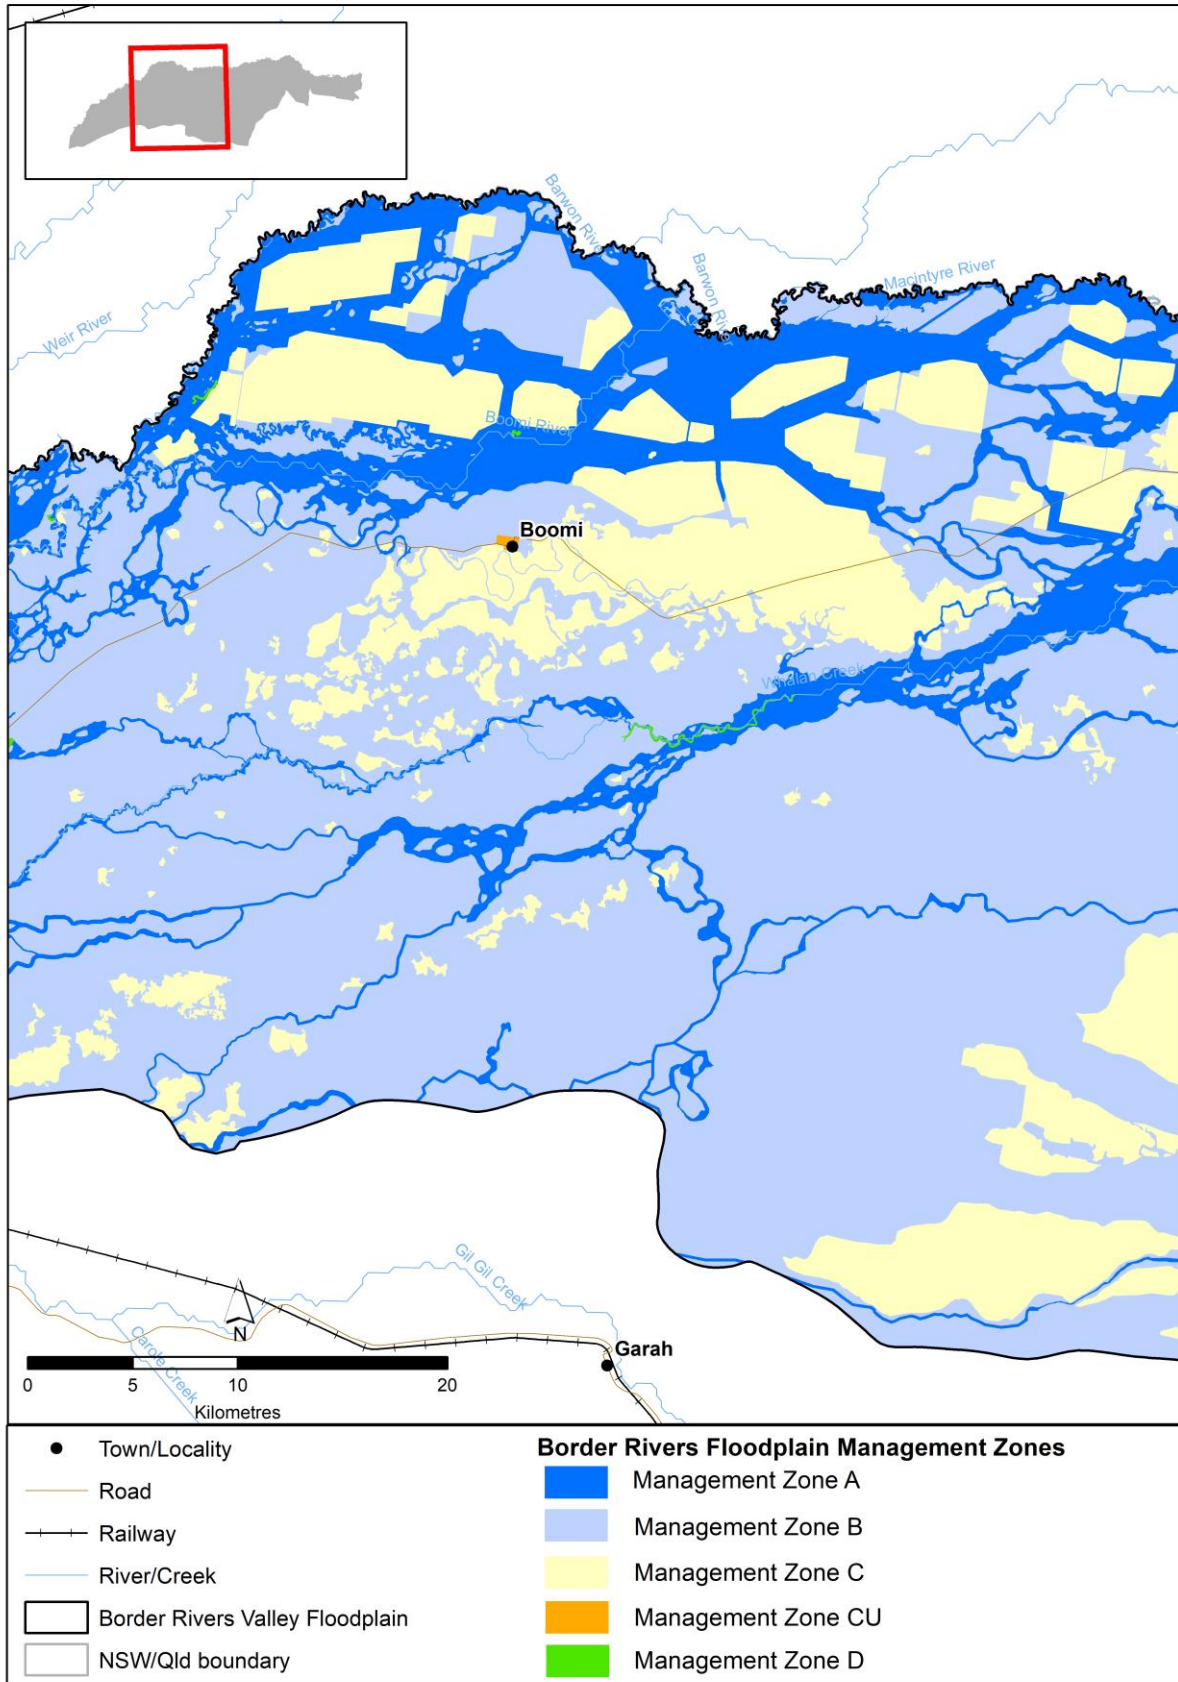 Barwon River
Barwon River
Macintyre River
Weir River
Boomi River
Boomi
Whalan Creek
Gil Gil Creek
Carole Creek
N
Garah
0 5 10 20
Kilometres
Town/Locality
Road
Railway
River/Creek
Border Rivers Valley Floodplain
NSW/Qld boundary
Border Rivers Floodplain Management Zones
Management Zone A
Management Zone B
Management Zone C
Management Zone CU
Management Zone D